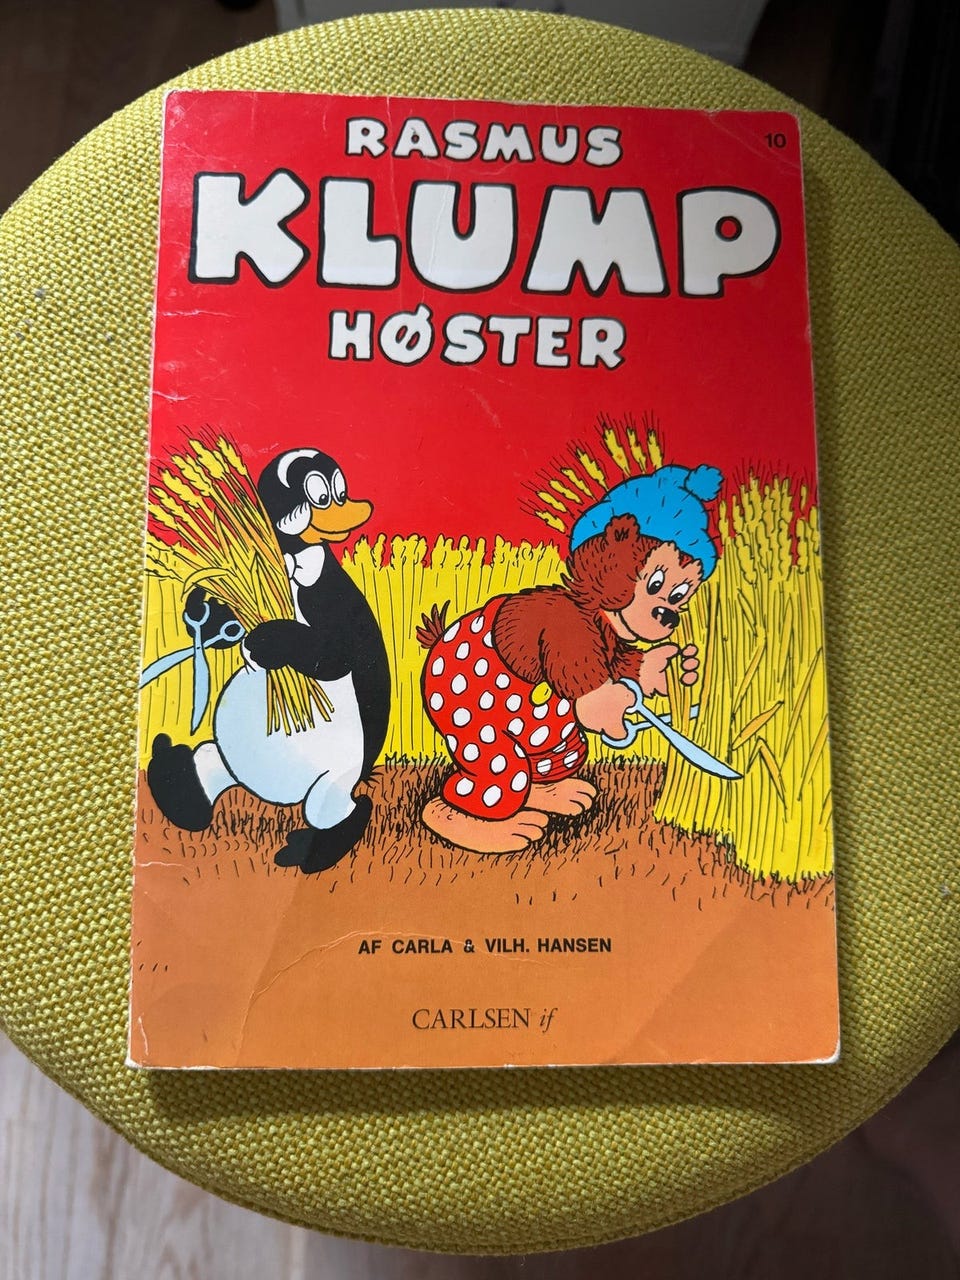 10
RASMUS
KLUMP
HØSTER
AF CARLA & VILH. HANSEN
CARLSEN if